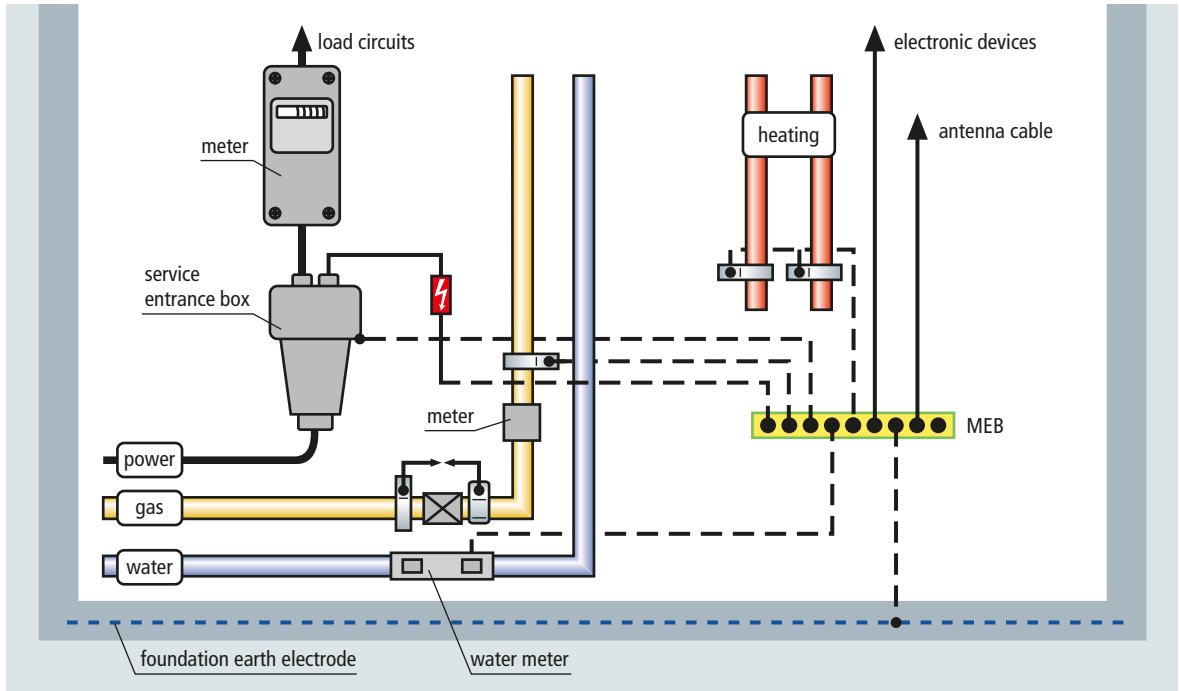 load circuits
electronic devices
antenna cable
heating
meter
service
entrance box
meter
MEB
power
gas
water
foundation earth electrode
water meter